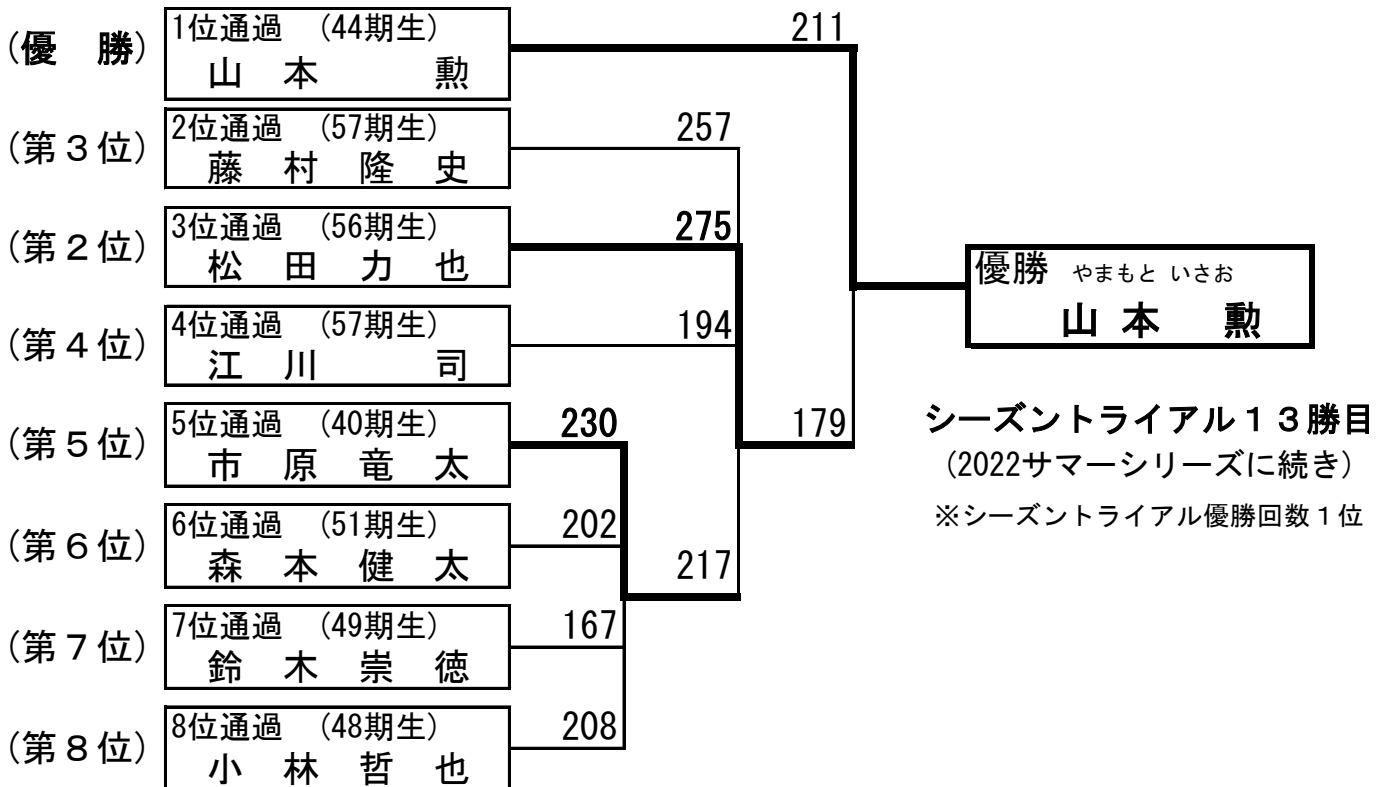 (優　勝)
1位通過　(44期生)
山　本　　　勲
211
(第３位)
2位通過　(57期生)
藤　村　隆　史
257
(第２位)
3位通過　(56期生)
松　田　力　也
275
(第４位)
4位通過　(57期生)
江　川　　　司
194
(第５位)
5位通過　(40期生)
市　原　竜　太
230
(第６位)
6位通過　(51期生)
森　本　健　太
202
217
(第７位)
7位通過　(49期生)
鈴　木　崇　徳
167
(第８位)
8位通過　(48期生)
小　林　哲　也
208
179
優勝　やまもと いさお
山 本　勲
シーズントライアル１３勝目
(2022サマーシリーズに続き)
※シーズントライアル優勝回数１位